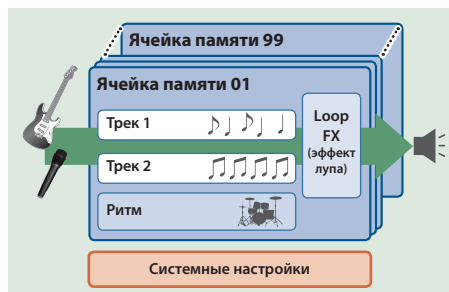 Ячейка памяти 99
Ячейка памяти 01
Трек 1
Трек 2
Ритм
Loop
FX
(эффект
лупа)
Системные настройки